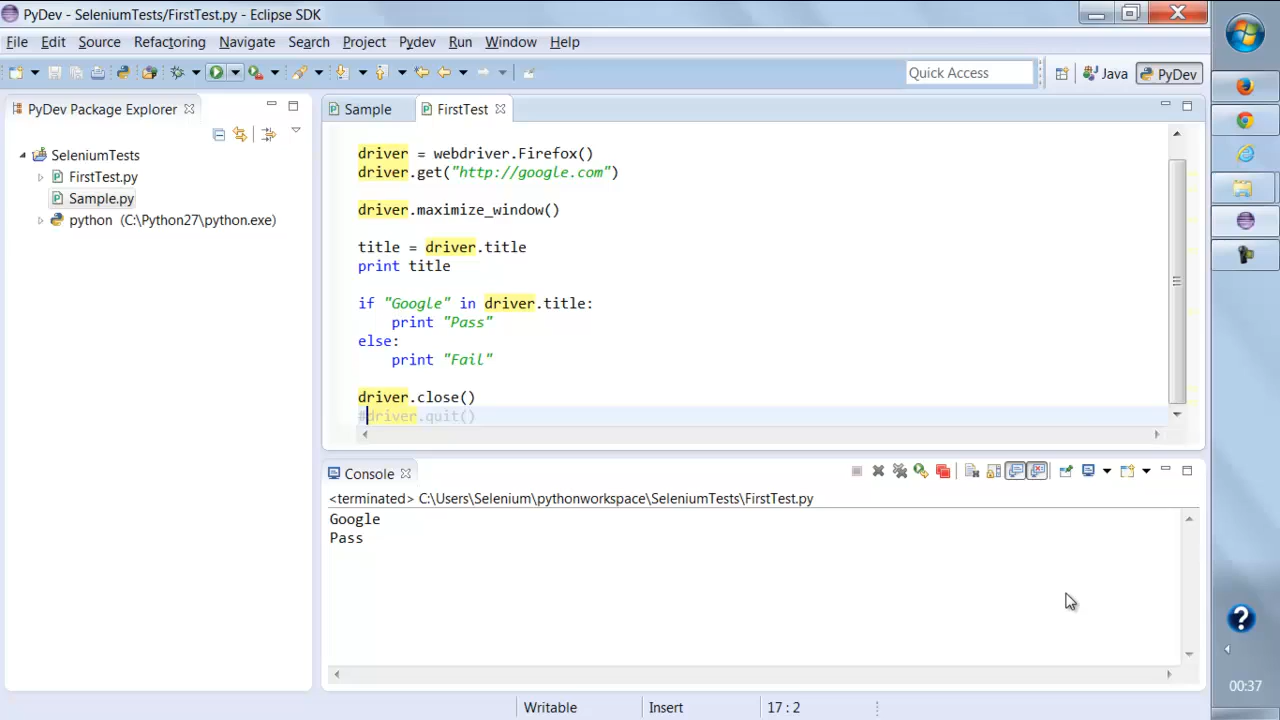 PyDev - SeleniumTests/FirstTest.py - Eclipse SDK
File Edit Source Refactoring Navigate Search Project Pydev Run Window Help
Quick Access
Java
PyDev
PyDev Package Explorer
SeleniumTests
FirstTest.py
Sample.py
python (C:\Python27\python.exe)
Sample
FirstTest
driver = webdriver.Firefox()
driver.get("http://google.com")
driver.maximize_window()
title = driver.title
print title
if "Google" in driver.title:
print "Pass"
else:
print "Fail"
driver.close()
#driver.quit()
Console
<terminated> C:\Users\Selenium\pythonworkspace\SeleniumTests\FirstTest.py
Google
Pass
Writable
Insert
17 : 2
00:37